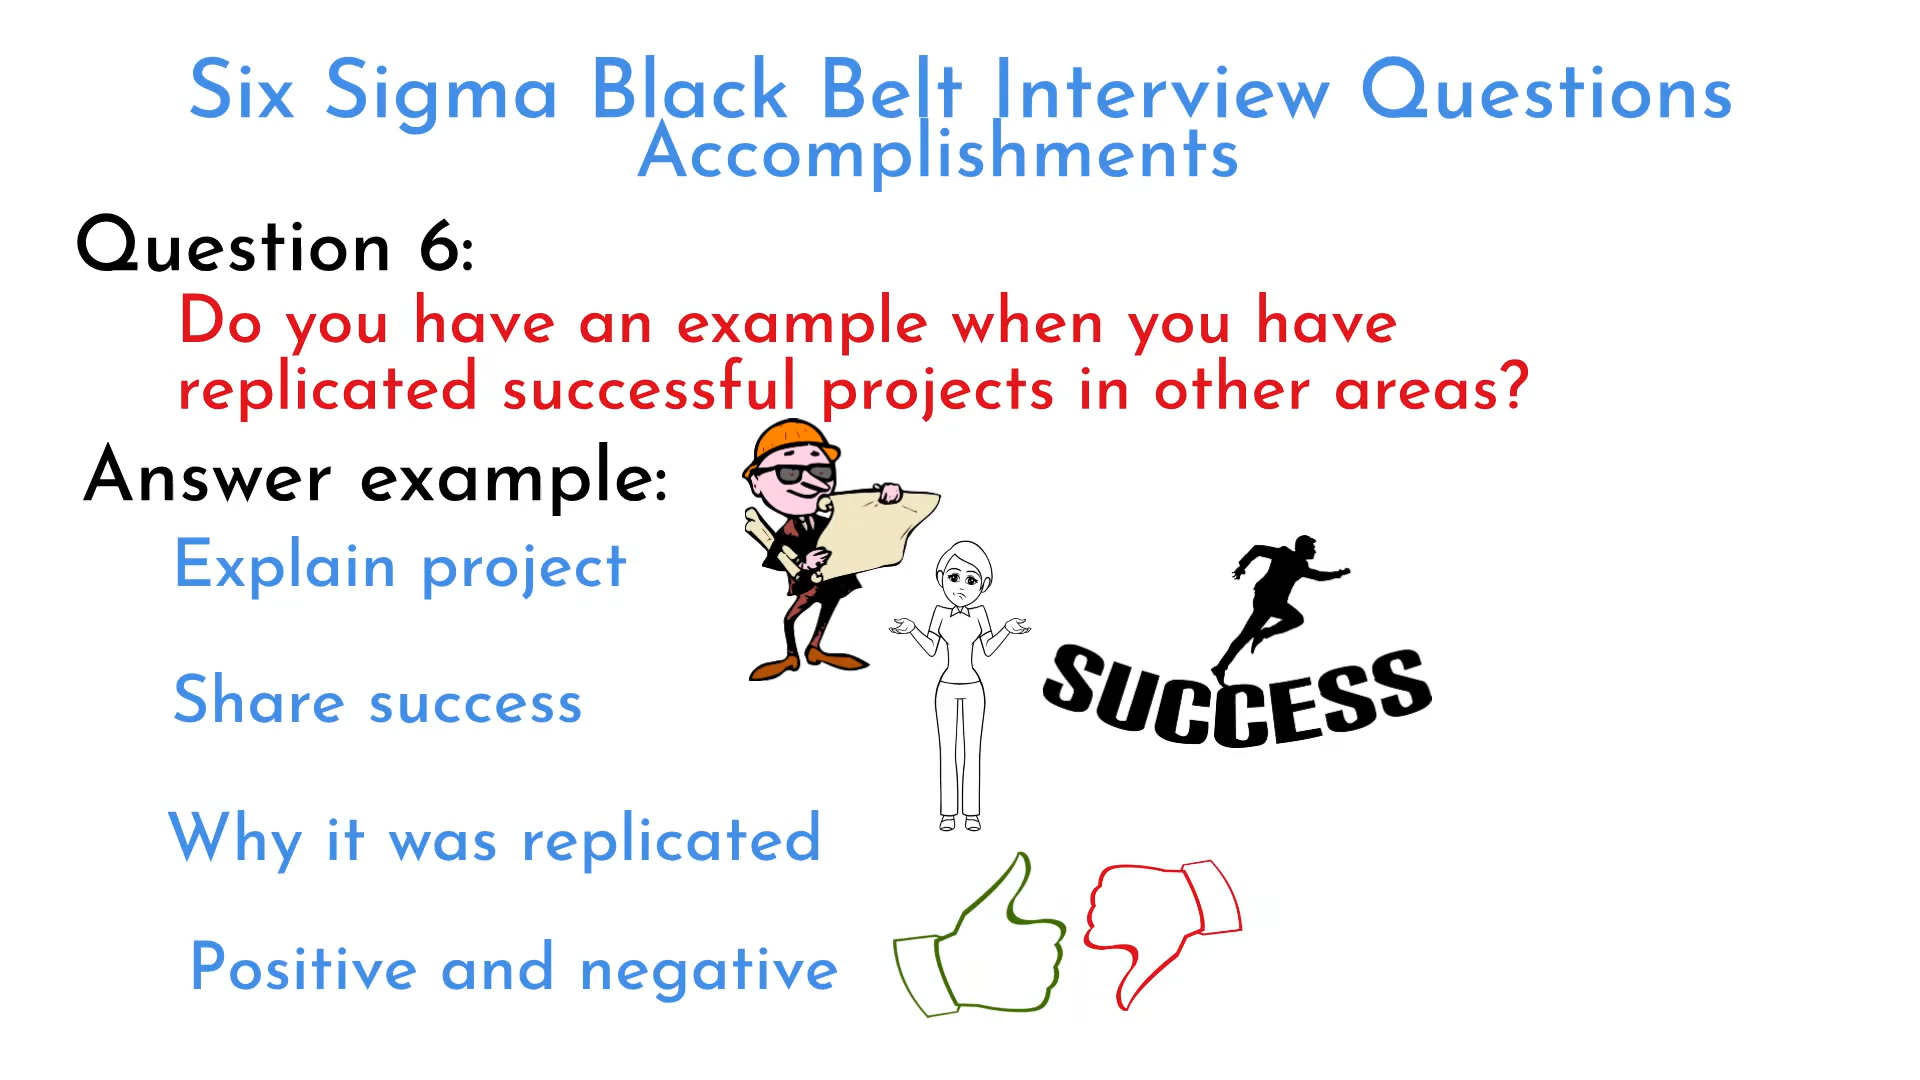 Six Sigma Black Belt Interview Questions
Accomplishments
Question 6:
Do you have an example when you have
replicated successful projects in other areas?
Answer example:
Explain project
Share success
SUCCESS
Why it was replicated
Positive and negative